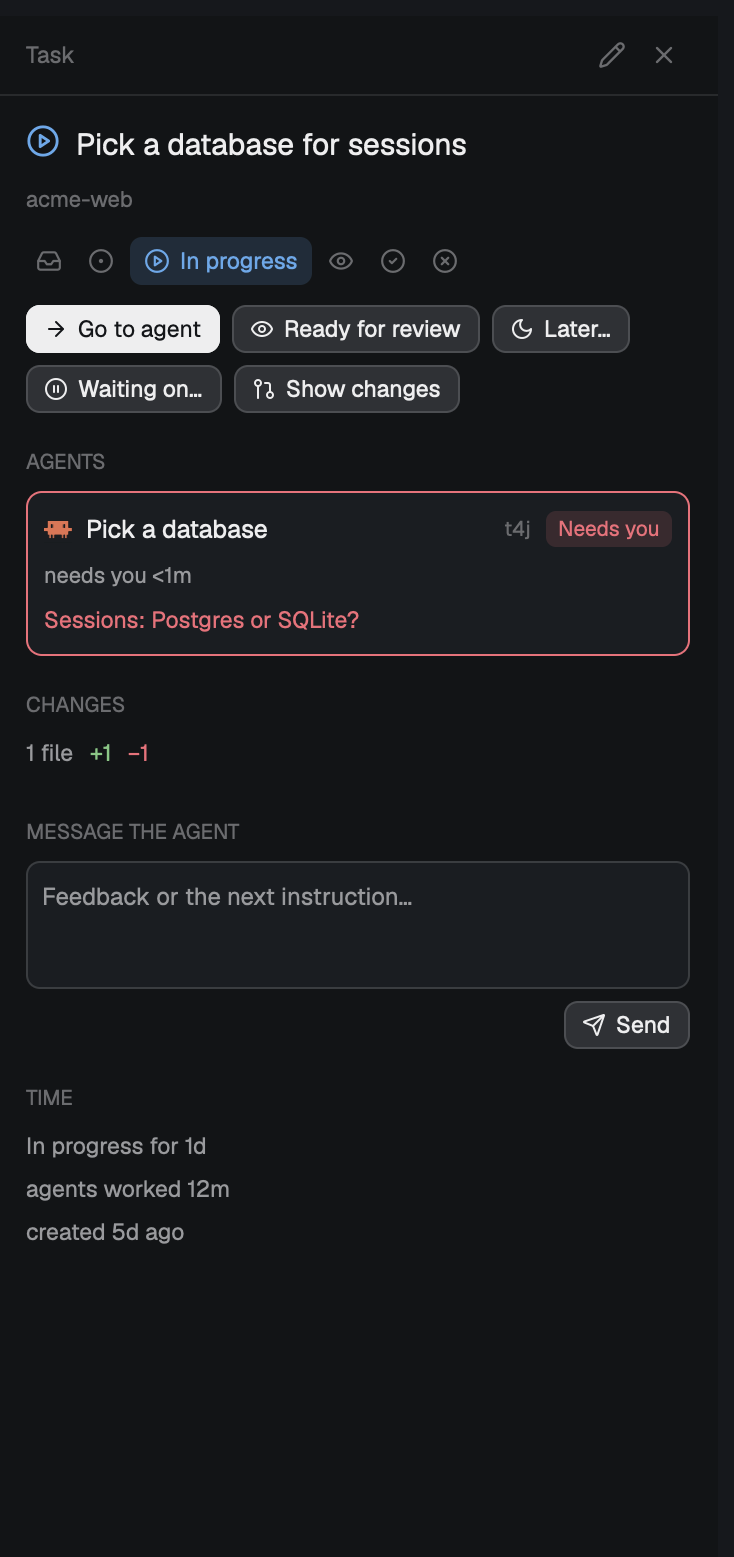 Task
Pick a database for sessions
acme-web
In progress
Go to agent
Ready for review
Later…
Waiting on…
Show changes
AGENTS
Pick a database t4j Needs you
needs you <1m
Sessions: Postgres or SQLite?
CHANGES
1 file +1 −1
MESSAGE THE AGENT
Feedback or the next instruction…
Send
TIME
In progress for 1d
agents worked 12m
created 5d ago